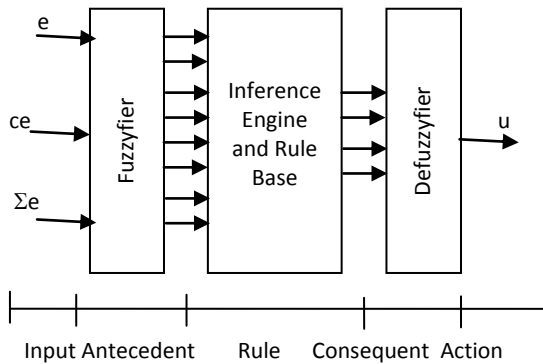 e
ce
Σe
Fuzzyfier
Inference
Engine
and Rule
Base
Defuzzyfier
u
Input Antecedent Rule Consequent Action